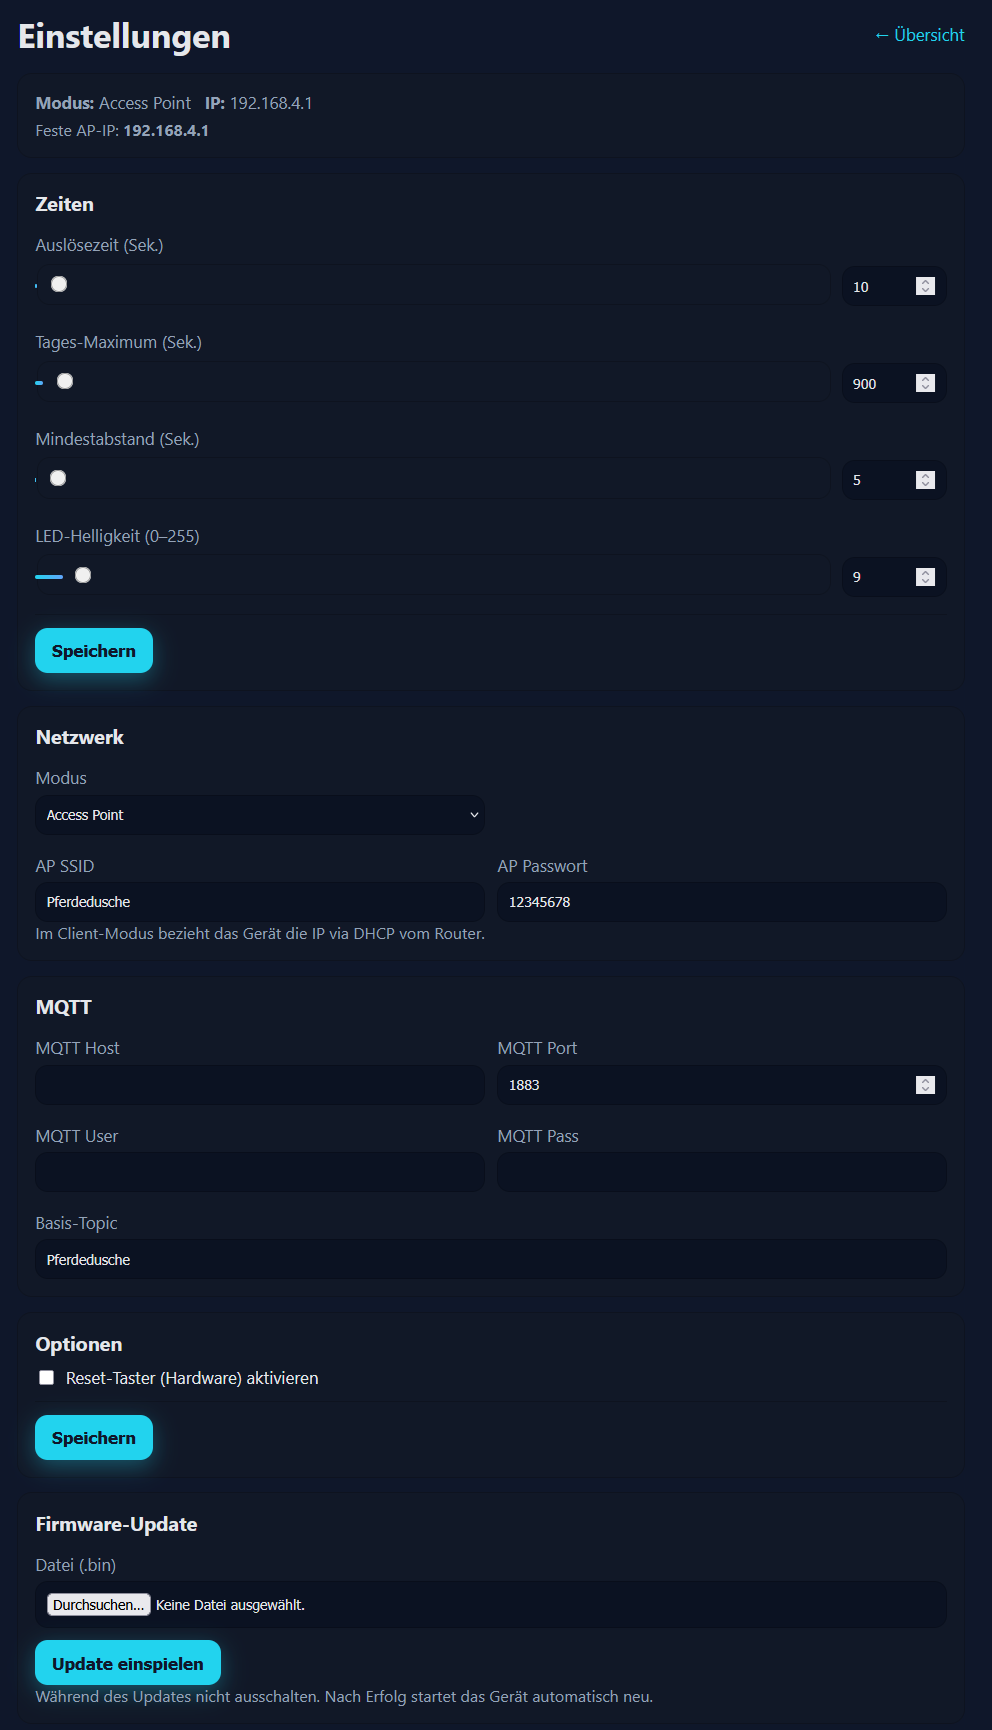 Einstellungen
← Übersicht
Modus: Access Point IP: 192.168.4.1
Feste AP-IP: 192.168.4.1
Zeiten
Auslösezeit (Sek.)
10
Tages-Maximum (Sek.)
900
Mindestabstand (Sek.)
5
LED-Helligkeit (0–255)
9
Speichern
Netzwerk
Modus
Access Point
AP SSID
AP Passwort
Pferdedusche
12345678
Im Client-Modus bezieht das Gerät die IP via DHCP vom Router.
MQTT
MQTT Host
MQTT Port
1883
MQTT User
MQTT Pass
Basis-Topic
Pferdedusche
Optionen
Reset-Taster (Hardware) aktivieren
Speichern
Firmware-Update
Datei (.bin)
Durchsuchen... Keine Datei ausgewählt.
Update einspielen
Während des Updates nicht ausschalten. Nach Erfolg startet das Gerät automatisch neu.